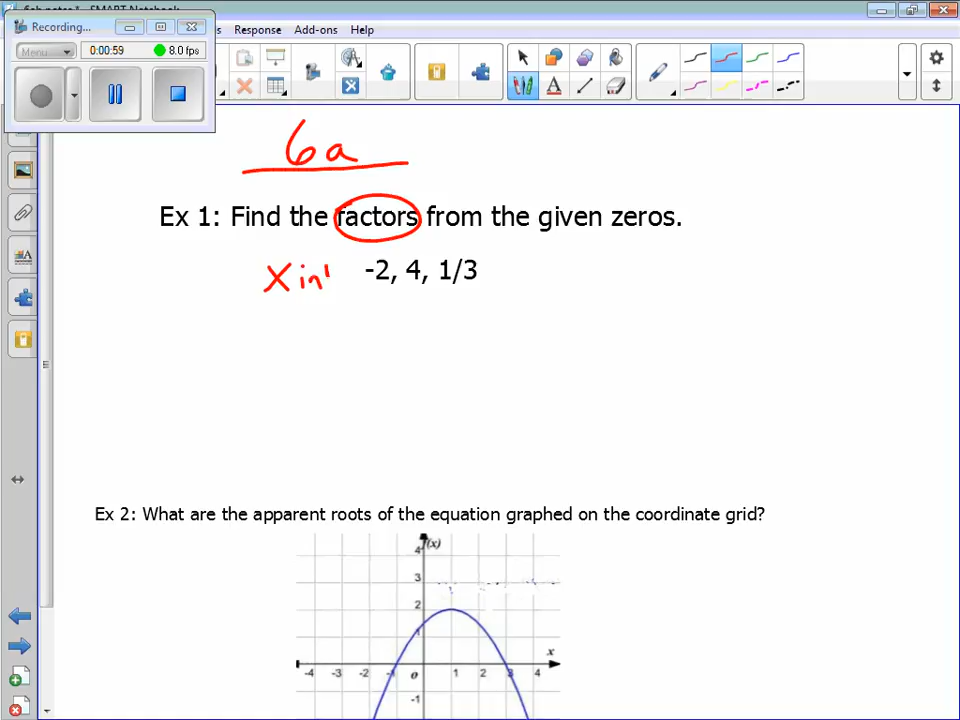 Recording...
Menu
0:00:59
8.0 fps
Response Add-ons Help
6a
Ex 1: Find the factors from the given zeros.
X int -2, 4, 1/3
Ex 2: What are the apparent roots of the equation graphed on the coordinate grid?
f(x)
4
3
2
1
x
-4 -3 -2 -1 o 1 2 3 4
-1